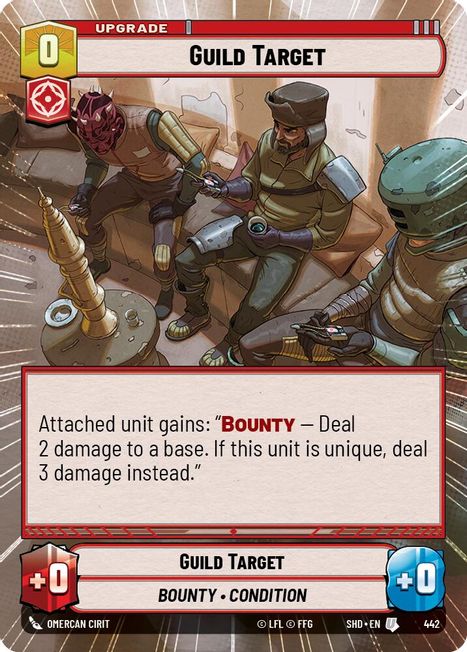 UPGRADE
0
GUILD TARGET
Attached unit gains: “BOUNTY — Deal
2 damage to a base. If this unit is unique, deal
3 damage instead.”
+0
GUILD TARGET
+0
BOUNTY • CONDITION
OMERCAN CIRIT © LFL © FFG SHD • EN 442